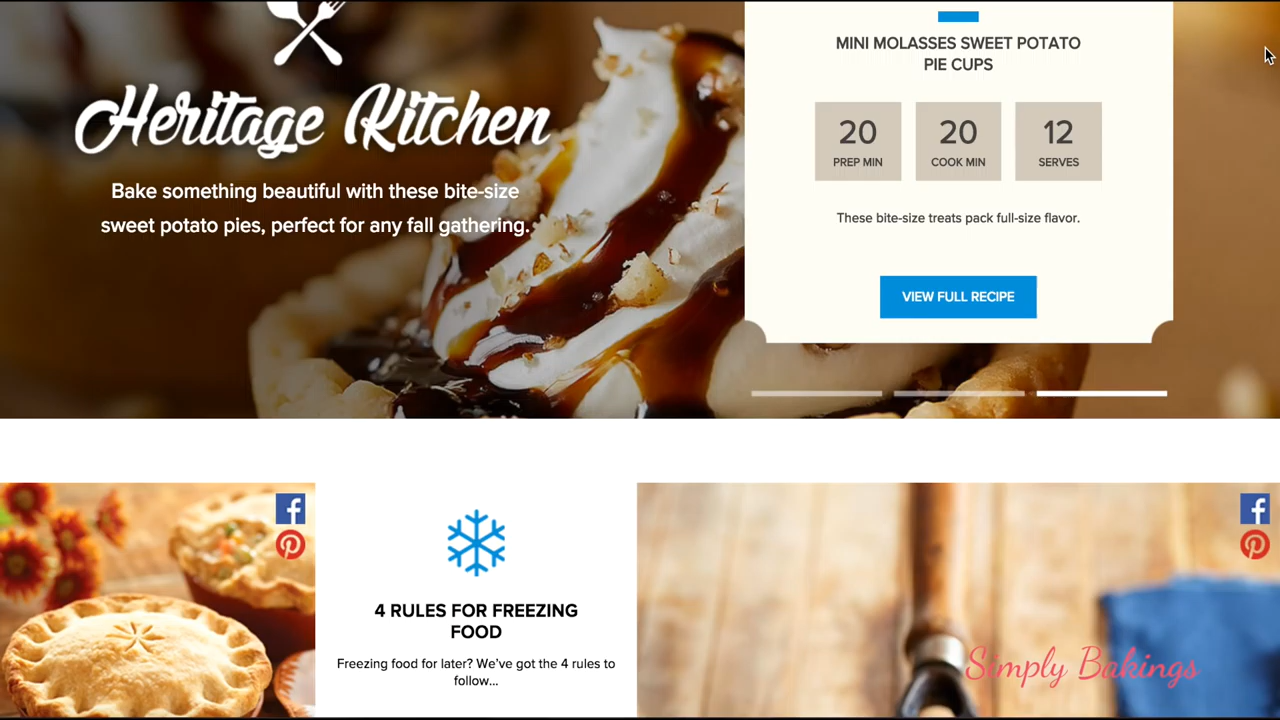 Heritage Kitchen
Bake something beautiful with these bite-size
sweet potato pies, perfect for any fall gathering.
MINI MOLASSES SWEET POTATO
PIE CUPS
20 20 12
PREP MIN COOK MIN SERVES
These bite-size treats pack full-size flavor.
VIEW FULL RECIPE
4 RULES FOR FREEZING
FOOD
Freezing food for later? We've got the 4 rules to
follow...
Simply Bakings